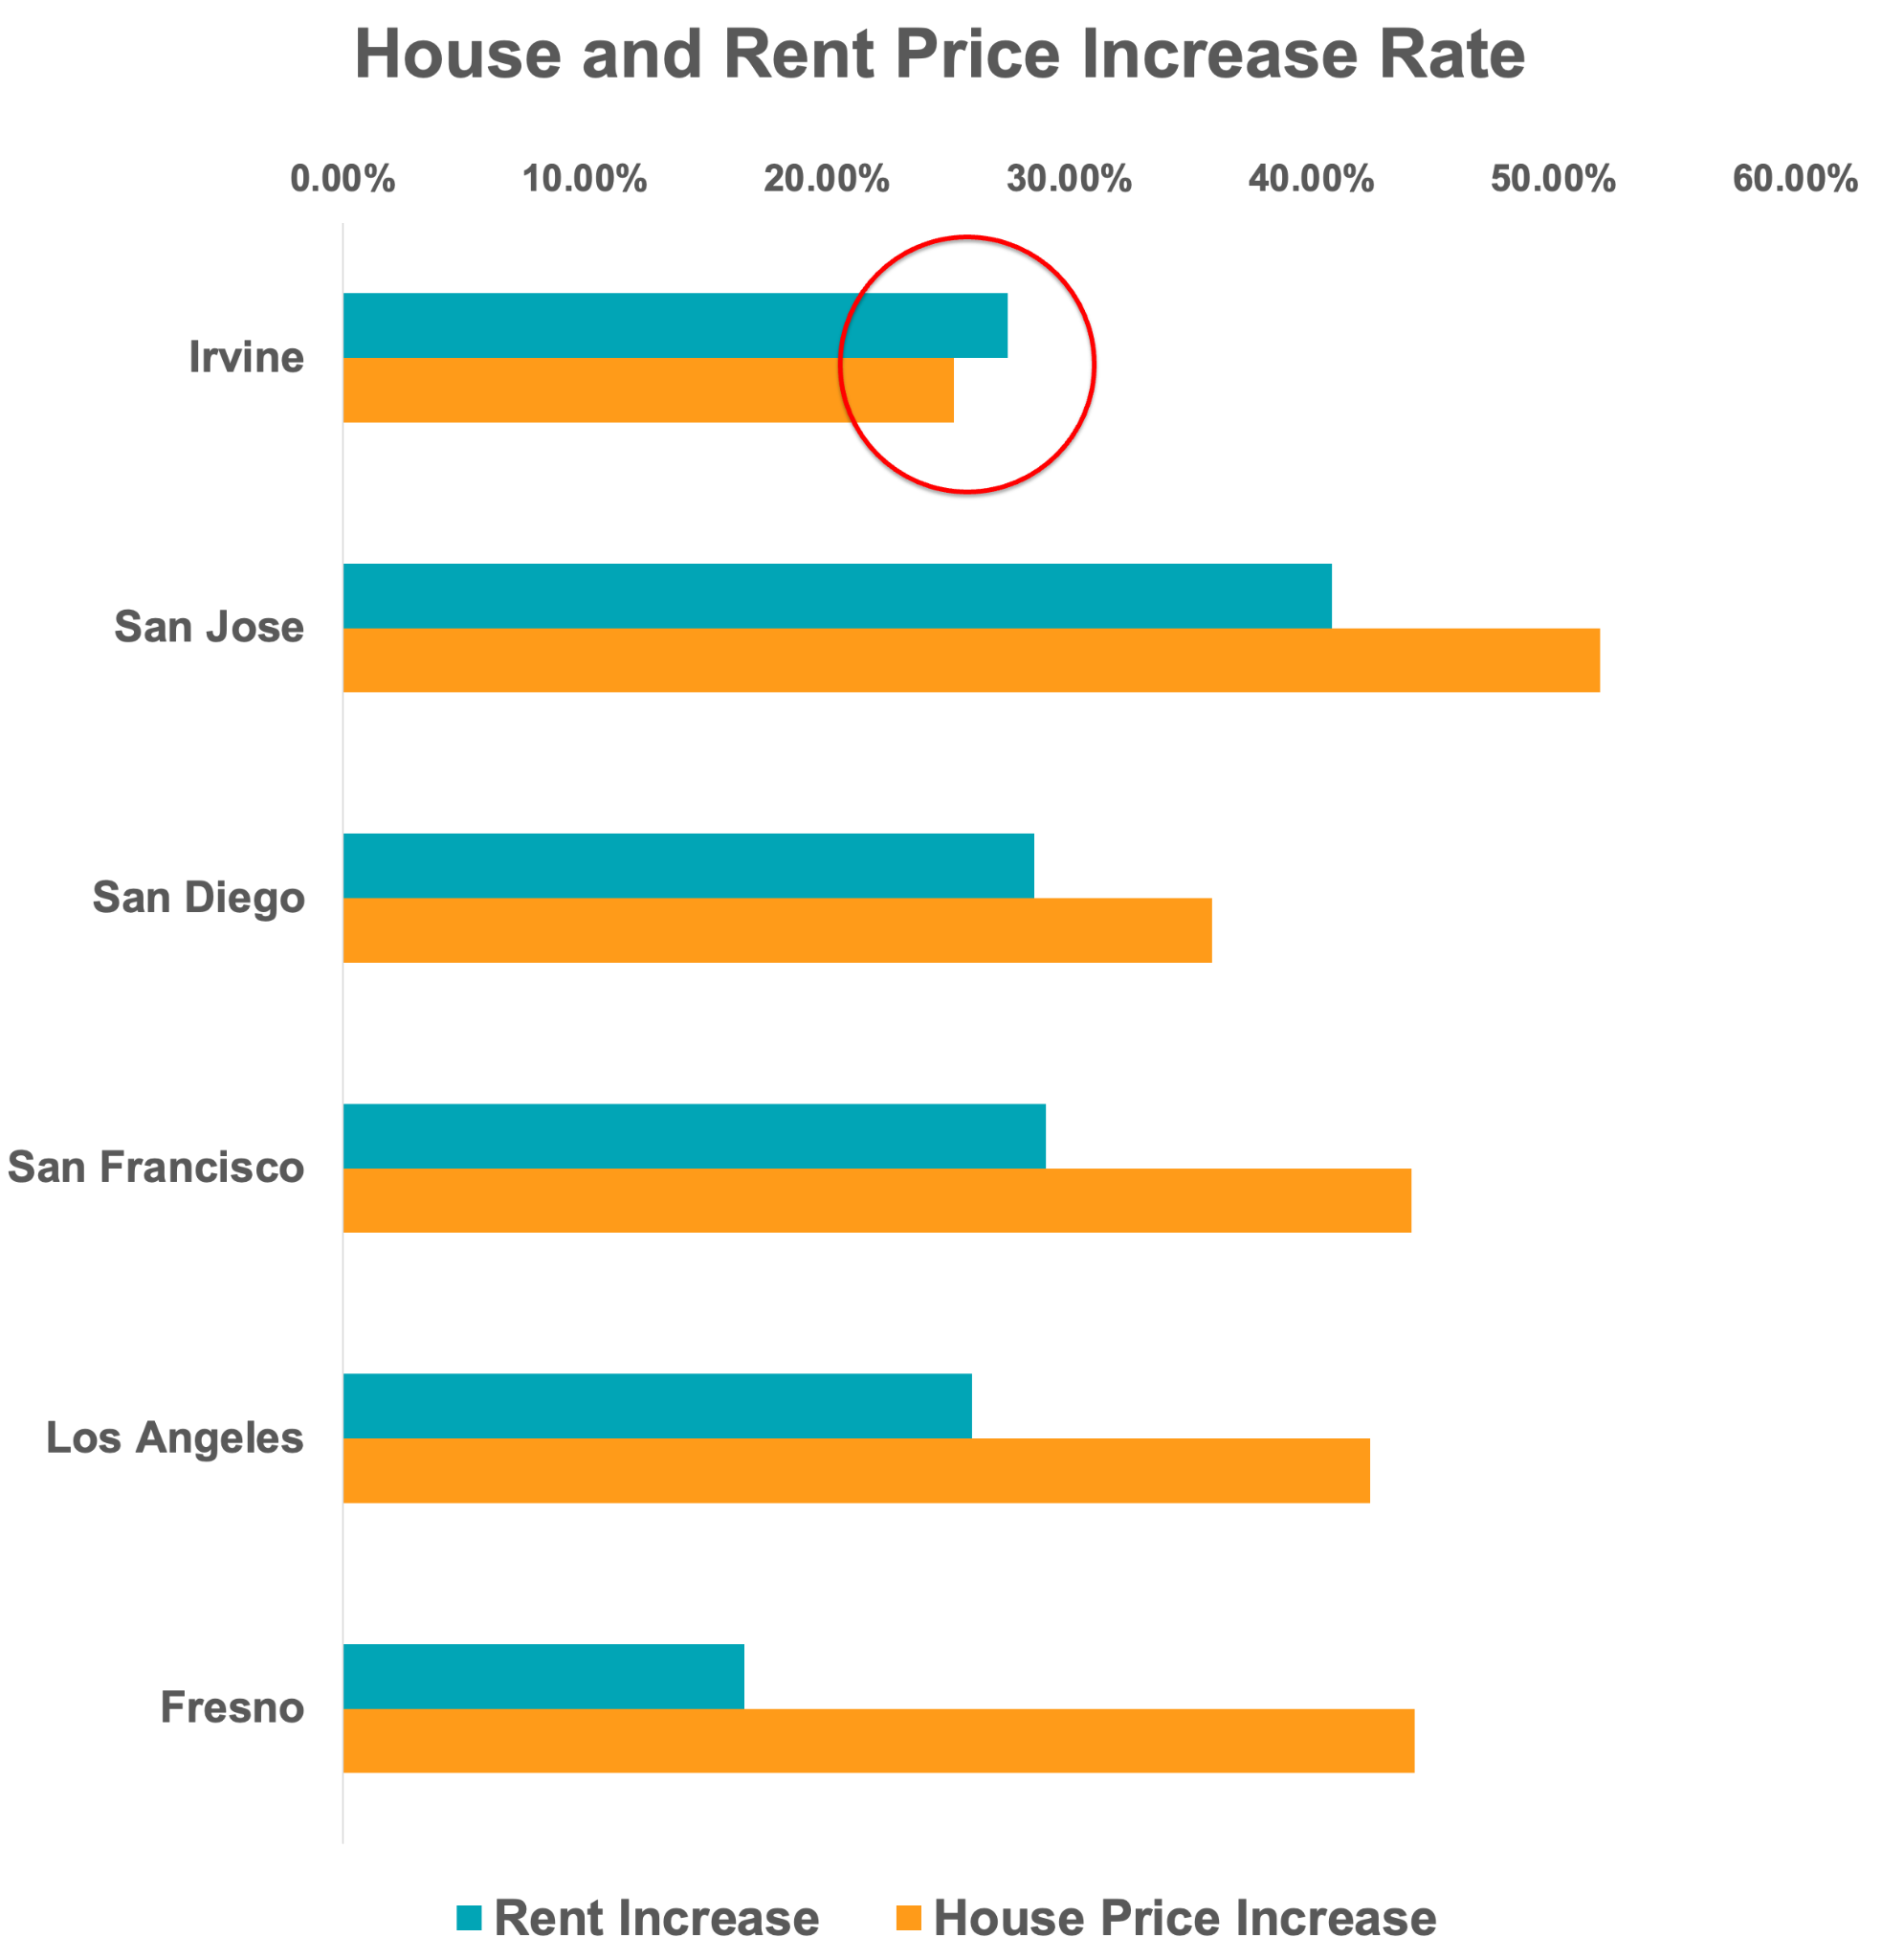 House and Rent Price Increase Rate
0.00% 10.00% 20.00% 30.00% 40.00% 50.00% 60.00%
Irvine
San Jose
San Diego
San Francisco
Los Angeles
Fresno
Rent Increase House Price Increase